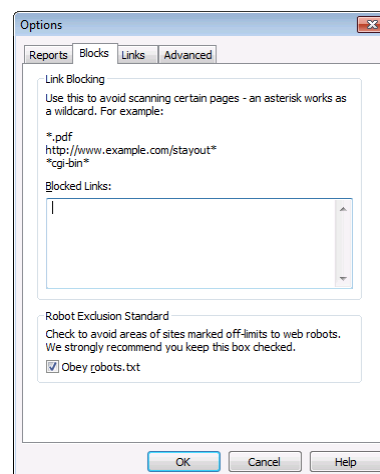 Options
Reports Blocks Links Advanced
Link Blocking
Use this to avoid scanning certain pages - an asterisk works as
a wildcard. For example:
*.pdf
http://www.example.com/stayout*
*cgi-bin*
Blocked Links:
Robot Exclusion Standard
Check to avoid areas of sites marked off-limits to web robots.
We strongly recommend you keep this box checked.
Obey robots.txt
OK Cancel Help